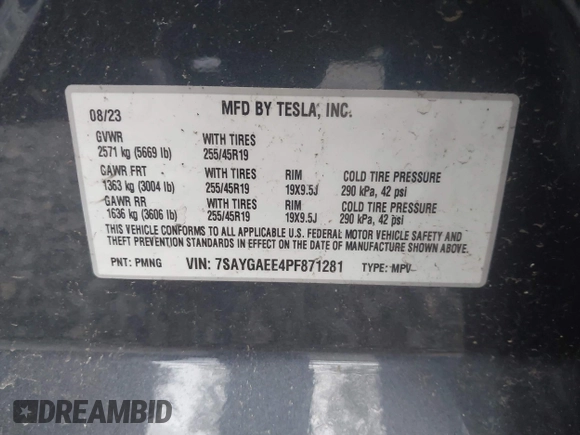 MFD BY TESLA, INC.
08/23
GVWR WITH TIRES
2571 kg (5669 lb) 255/45R19
GAWR FRT WITH TIRES RIM COLD TIRE PRESSURE
1363 kg (3004 lb) 255/45R19 19X9.5J 290 kPa, 42 psi
GAWR RR WITH TIRES RIM COLD TIRE PRESSURE
1636 kg (3606 lb) 255/45R19 19X9.5J 290 kPa, 42 psi
THIS VEHICLE CONFORMS TO ALL APPLICABLE U.S. FEDERAL MOTOR VEHICLE SAFETY AND
THEFT PREVENTION STANDARDS IN EFFECT ON THE DATE OF MANUFACTURE SHOWN ABOVE.
PNT: PMNG VIN: 7SAYGAEE4PF871281 TYPE: MPV
DREAMBID